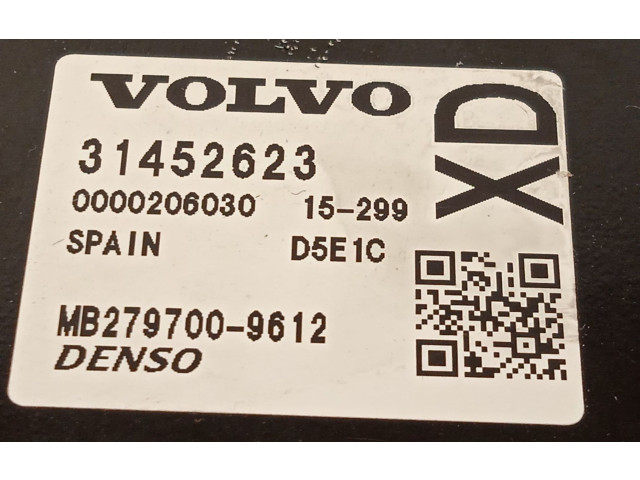 VOLVO
XD
31452623
0000206030 15-299
SPAIN D5E1C
MB279700-9612
DENSO